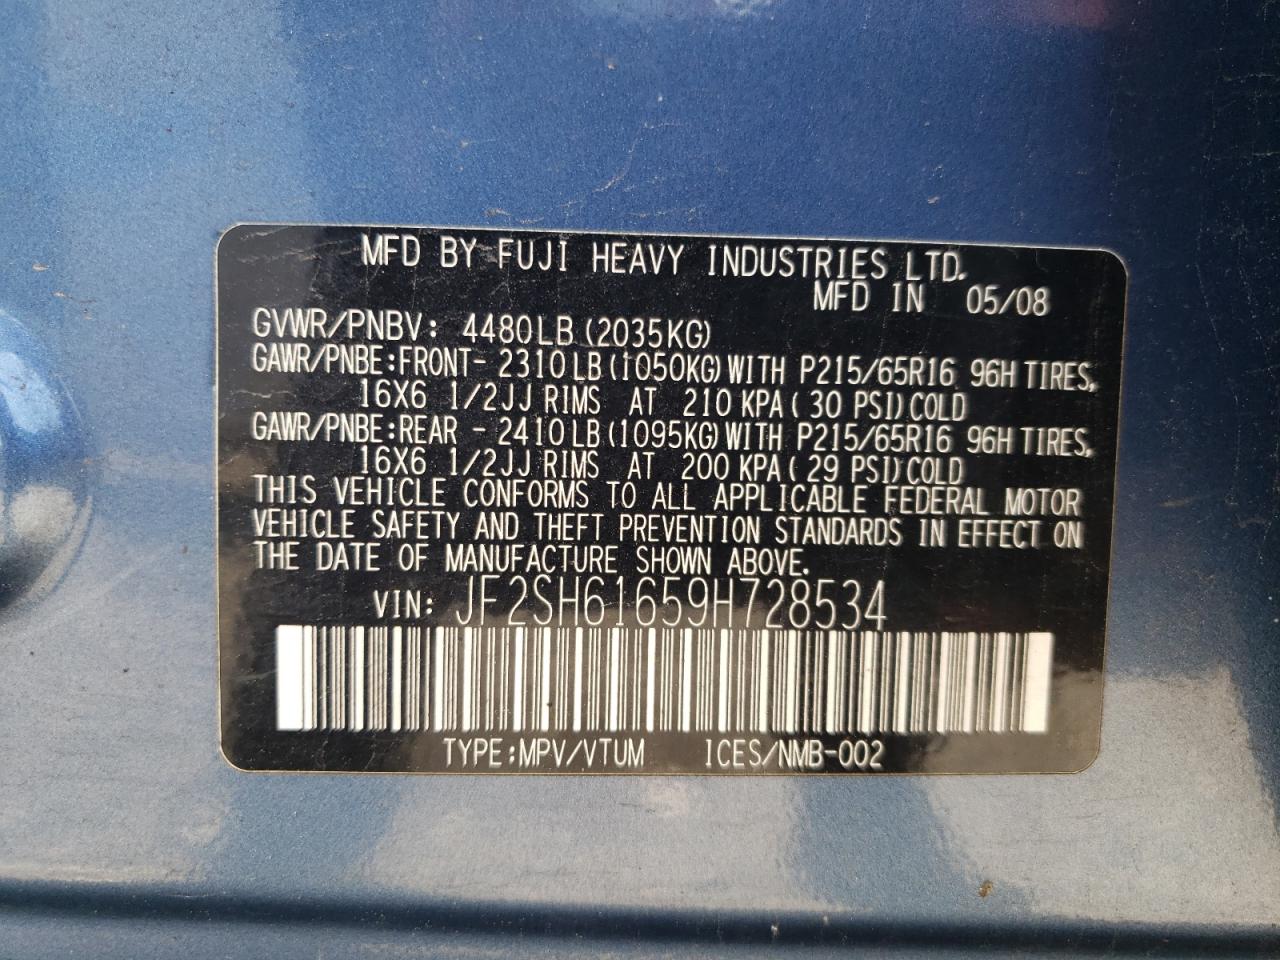 MFD BY FUJI HEAVY INDUSTRIES LTD.
MFD IN 05/08
GVWR/PNBV: 4480LB (2035KG)
GAWR/PNBE:FRONT- 2310 LB (1050KG) WITH P215/65R16 96H TIRES,
16X6 1/2JJ RIMS AT 210 KPA ( 30 PSI) COLD
GAWR/PNBE:REAR - 2410 LB (1095KG) WITH P215/65R16 96H TIRES,
16X6 1/2JJ RIMS AT 200 KPA ( 29 PSI) COLD
THIS VEHICLE CONFORMS TO ALL APPLICABLE FEDERAL MOTOR
VEHICLE SAFETY AND THEFT PREVENTION STANDARDS IN EFFECT ON
THE DATE OF MANUFACTURE SHOWN ABOVE.
VIN: JF2SH61659H728534
TYPE:MPV/VTUM ICES/NMB-002